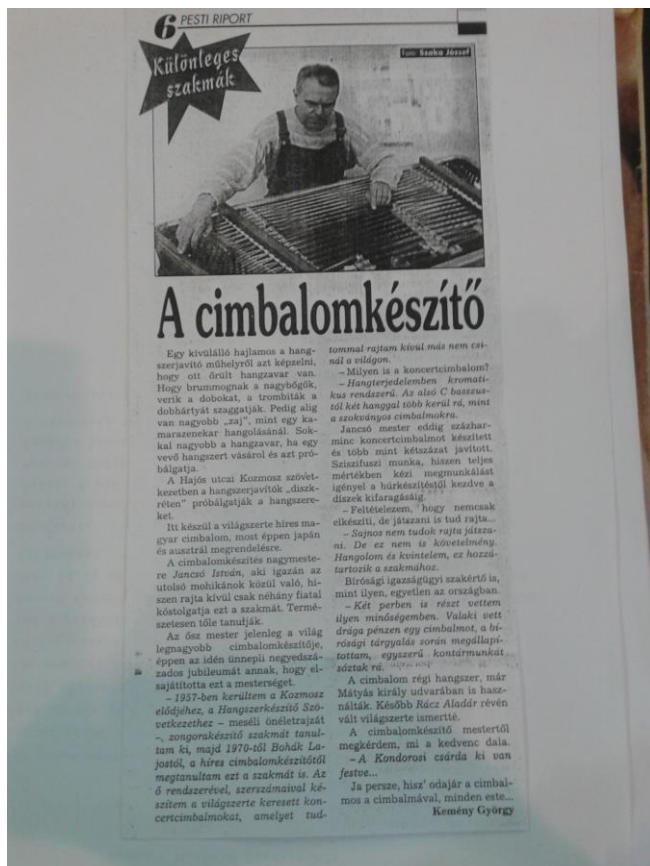 6 PESTI RIPORT
Különleges
szakmák
Foto: Szaka József
A cimbalomkészítő
Egy kívülálló hajlamos a hang-
szerjavító műhelyről azt képzelni,
hogy ott őrült hangzavar van.
Hogy brummognak a nagybőgők,
verik a dobokat, a trombiták a
dobhártyát szaggatják. Pedig alig
van nagyobb „zaj", mint egy ka-
marazenekar hangolásánál. Sok-
kal nagyobb a hangzavar, ha egy
vevő hangszert vásárol és azt pró-
bálgatja.
A Hajós utcai Kozmosz szövet-
kezetben a hangszerjavítók „diszk-
réten" próbálgatják a hangszere-
ket.
Itt készül a világszerte híres ma-
gyar cimbalom, most éppen japán
és ausztrál megrendelésre.
A cimbalomkészítés nagymeste-
re Jancsó István, aki igazán az
utolsó mohikánok közül való, hi-
szen rajta kívül csak néhány fiatal
kóstolgatja ezt a szakmát. Termé-
szetesen tőle tanulják.
Az ősz mester jelenleg a világ
legnagyobb cimbalomkészítője,
éppen az idén ünnepli negyedszá-
zados jubileumát annak, hogy el-
sajátította ezt a mesterséget.
– 1957-ben kerültem a Kozmosz
elődjéhez, a Hangszerkészítő Szö-
vetkezethez – meséli önéletrajzát
–, zongorakészítő szakmát tanul-
tam ki, majd 1970-től Bohák La-
jostól, a híres cimbalomkészítőtől
megtanultam ezt a szakmát is. Az
ő rendszerével, szerszámaival ké-
szítem a világszerte keresett kon-
certcimbalmokat, amelyet tud-
tommal rajtam kívül más nem csi-
nál a világon.
– Milyen is a koncertcimbalom?
– Hangterjedelemben kromati-
kus rendszerű. Az alsó C basszus-
tól két hanggal több kerül rá, mint
a szokványos cimbalmokra.
Jancsó mester eddig százhar-
minc koncertcimbalmot készített
és több mint kétszázat javított.
Sziszifuszi munka, hiszen teljes
mértékben kézi megmunkálást
igényel a húrkészítéstől kezdve a
díszek kifaragásáig.
– Feltételezem, hogy nemcsak
elkészíti, de játszani is tud rajta...
– Sajnos nem tudok rajta játsza-
ni. De ez nem is követelmény.
Hangolom és kvintelem, ez hozzá-
tartozik a szakmához.
Bírósági igazságügyi szakértő is,
mint ilyen, egyetlen az országban.
– Két perben is részt vettem
ilyen minőségemben. Valaki vett
drága pénzen egy cimbalmot, a bí-
rósági tárgyalás során megállapí-
tottam, egyszerű kontármunkát
sóztak rá.
A cimbalom régi hangszer, már
Mátyás király udvarában is hasz-
nálták. Később Rácz Aladár révén
vált világszerte ismertté.
A cimbalomkészítő mestertől
megkérdem, mi a kedvenc dala.
– A Kondorosi csárda ki van
festve...
Ja persze, hisz' odajár a cimbal-
mos a cimbalmával, minden este...
Kemény György